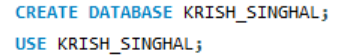 CREATE DATABASE KRISH_SINGHAL;
USE KRISH_SINGHAL;